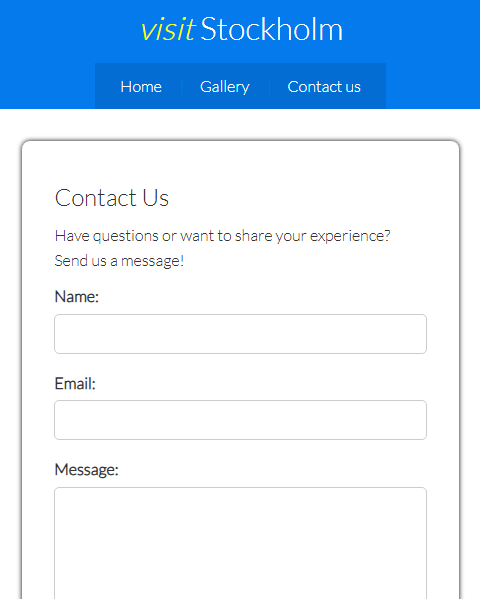 visit Stockholm
Home Gallery Contact us
Contact Us
Have questions or want to share your experience?
Send us a message!
Name:
Email:
Message: